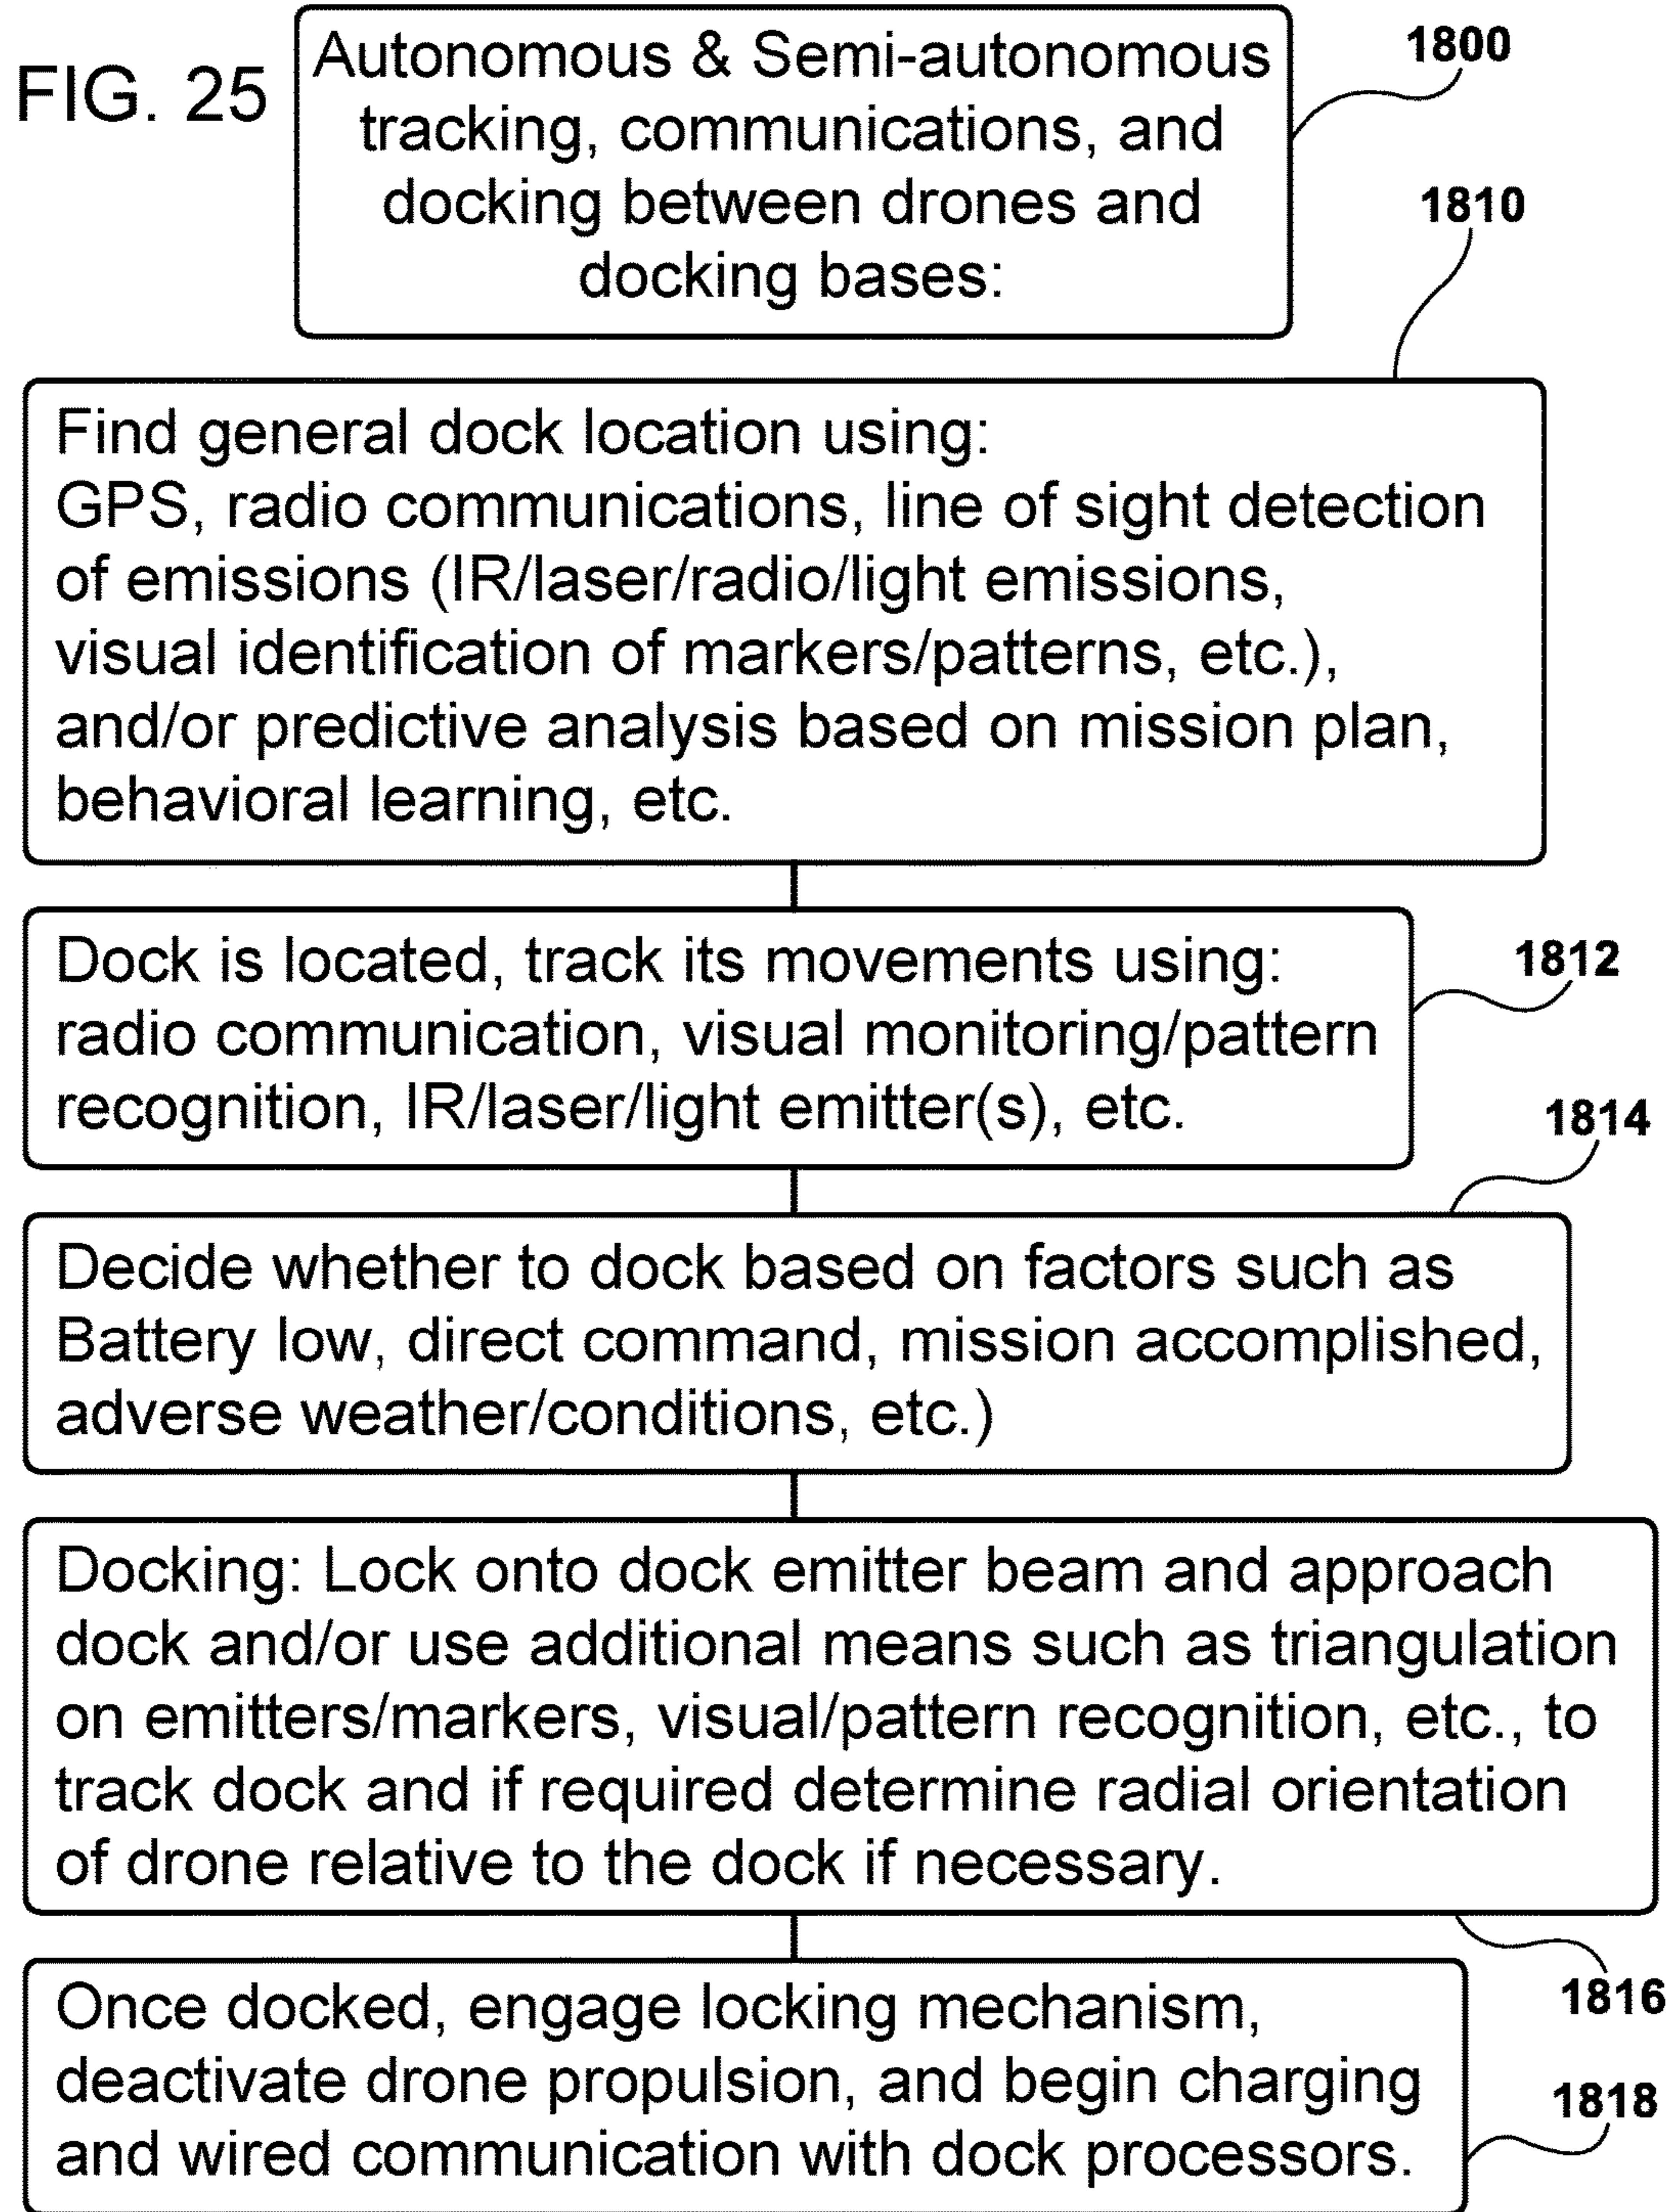 FIG. 25
Autonomous & Semi-autonomous
tracking, communications, and
docking between drones and
docking bases:
1800
1810
Find general dock location using:
GPS, radio communications, line of sight detection
of emissions (IR/laser/radio/light emissions,
visual identification of markers/patterns, etc.),
and/or predictive analysis based on mission plan,
behavioral learning, etc.
Dock is located, track its movements using:
radio communication, visual monitoring/pattern
recognition, IR/laser/light emitter(s), etc.
1812
1814
Decide whether to dock based on factors such as
Battery low, direct command, mission accomplished,
adverse weather/conditions, etc.)
Docking: Lock onto dock emitter beam and approach
dock and/or use additional means such as triangulation
on emitters/markers, visual/pattern recognition, etc., to
track dock and if required determine radial orientation
of drone relative to the dock if necessary.
1816
Once docked, engage locking mechanism,
deactivate drone propulsion, and begin charging
and wired communication with dock processors.
1818